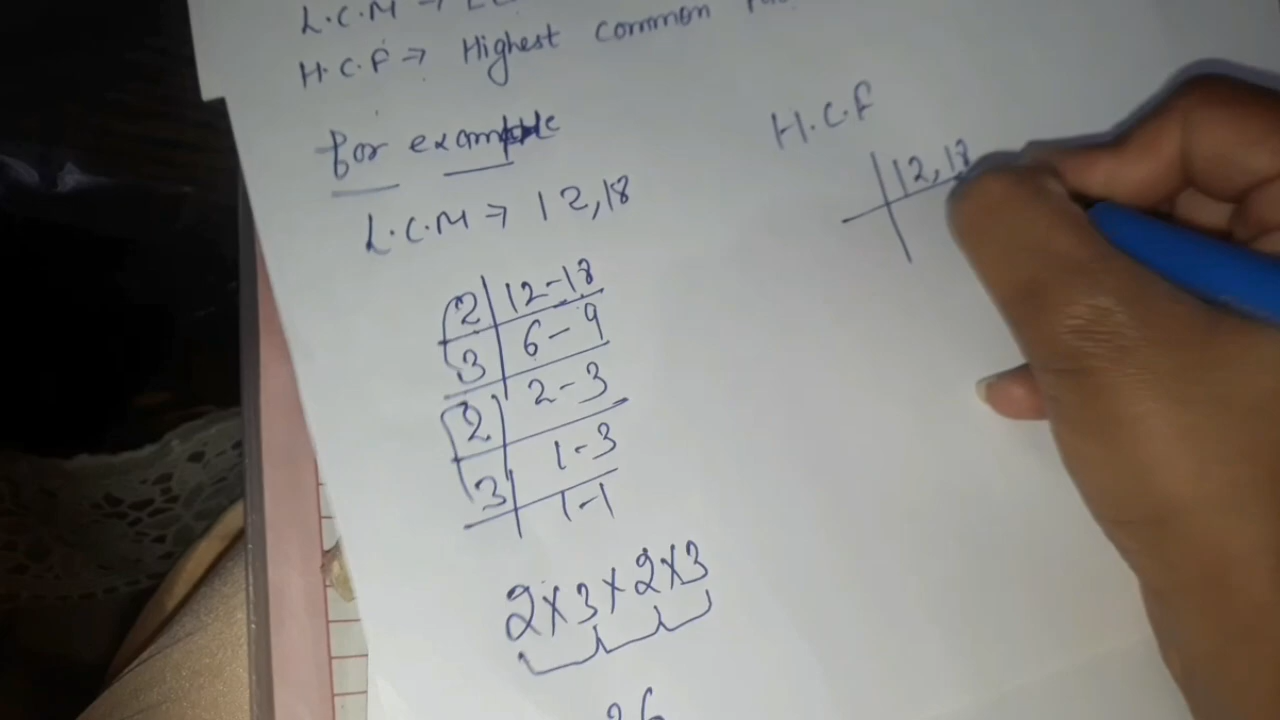 L.C.M →
H.C.F → Highest common
for example
L.C.M → 12,18
2 | 12-18
3 | 6-9
2 | 2-3
3 | 1-3
1-1
2×3×2×3
36
H.C.F
12,18